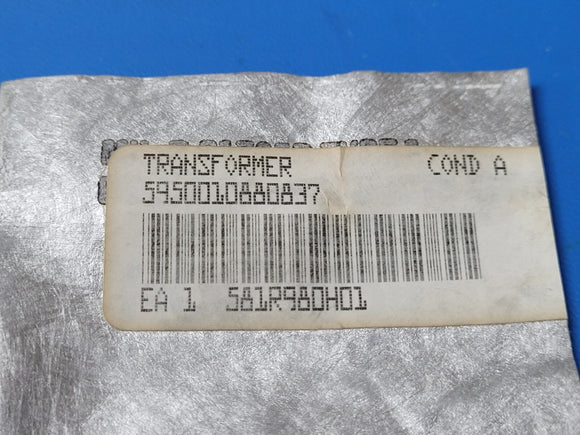 TRANSFORMER COND A
5950010880837
EA 1 581R980H01